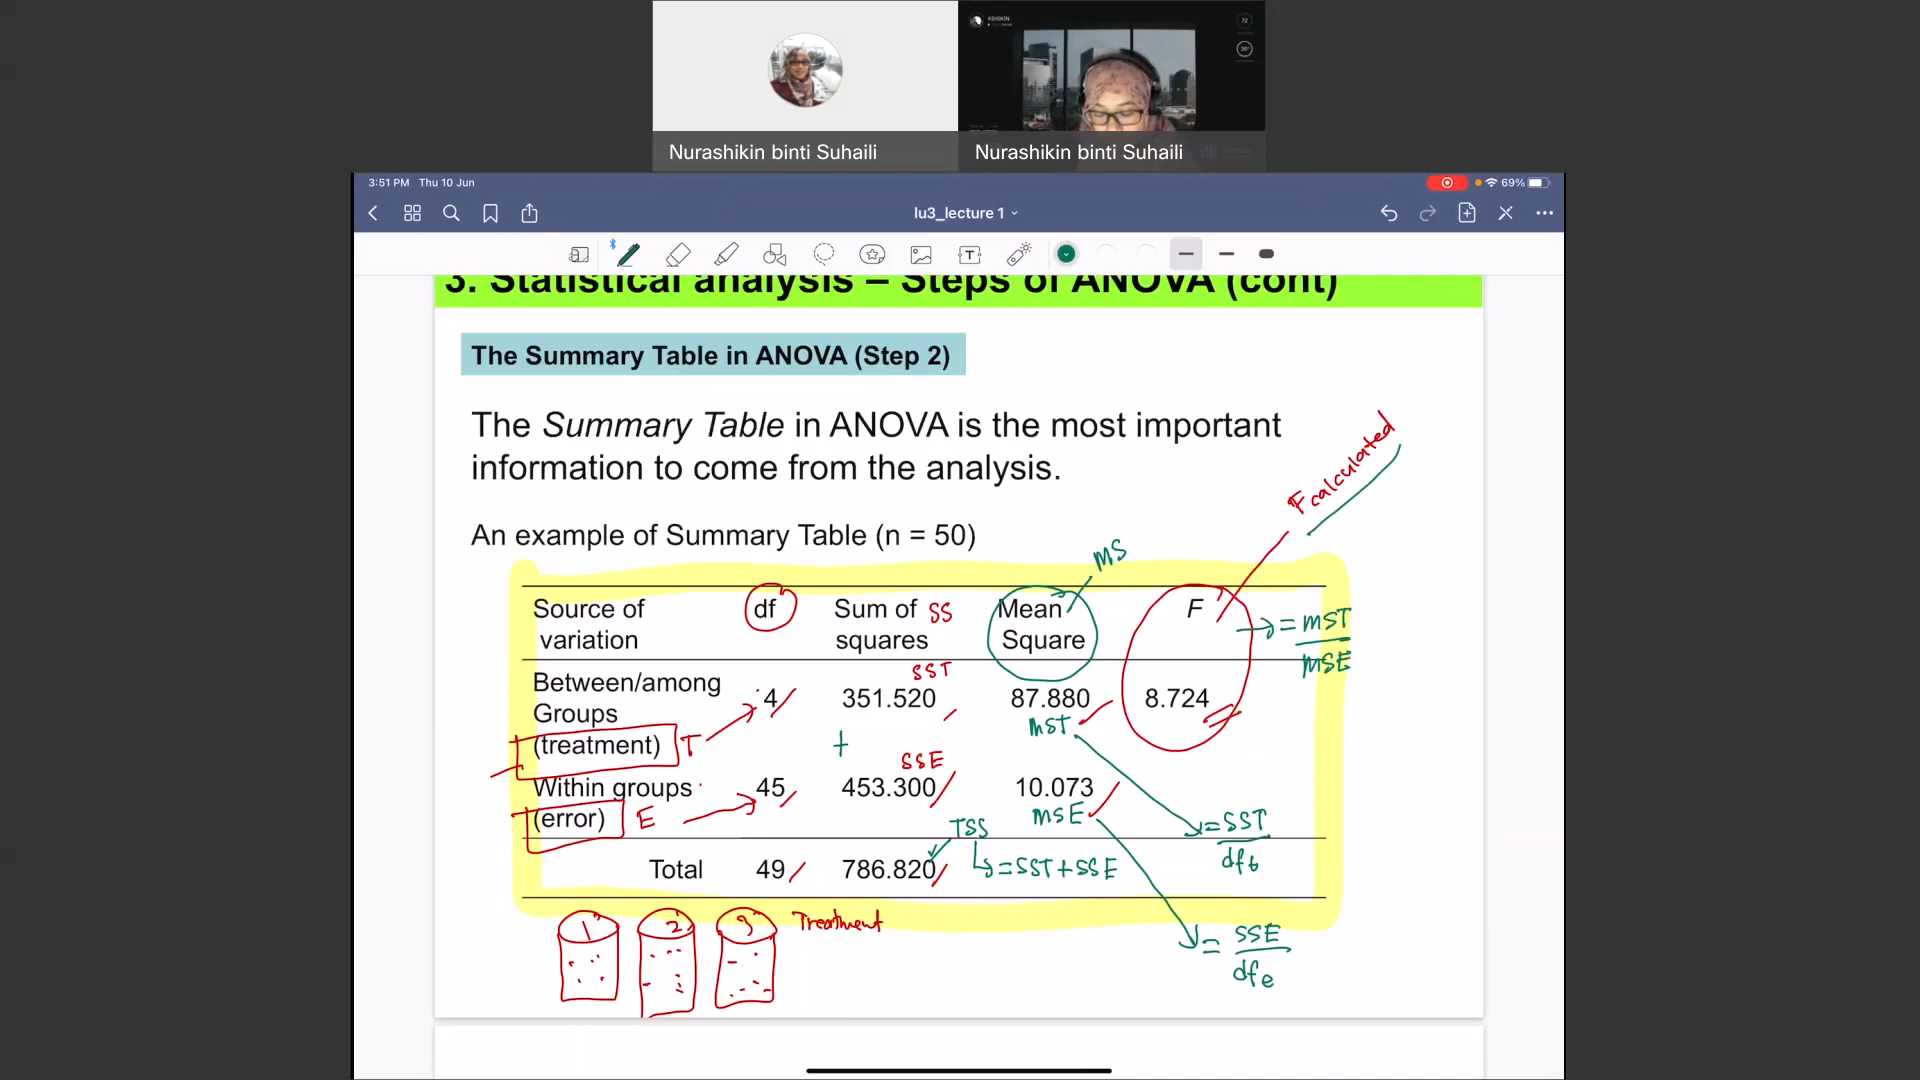 ASHIKIN
72
Nurashikin binti Suhaili
Nurashikin binti Suhaili
3:51 PM Thu 10 Jun
69%
lu3_lecture 1
3. Statistical analysis – Steps of ANOVA (cont)
The Summary Table in ANOVA (Step 2)
The Summary Table in ANOVA is the most important
information to come from the analysis.
F calculated
An example of Summary Table (n = 50)
MS
Source of variation df Sum of squares SS Mean Square F
= MST / MSE
SST
Between/among Groups 4 351.520 87.880 8.724
MST
(treatment) T +
SSE
Within groups 45 453.300 10.073
(error) E MSE
TSS = SST / dft
Total 49 786.820 = SST + SSE
1 2 3 Treatment
= SSE / dfe